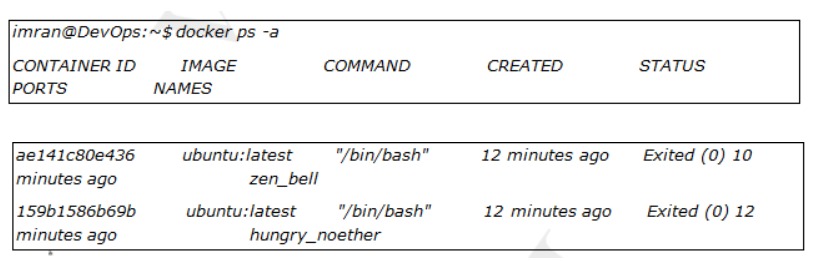 imran@DevOps:~$ docker ps -a
CONTAINER ID IMAGE COMMAND CREATED STATUS
PORTS NAMES
ae141c80e436 ubuntu:latest "/bin/bash" 12 minutes ago Exited (0) 10
minutes ago zen_bell
159b1586b69b ubuntu:latest "/bin/bash" 12 minutes ago Exited (0) 12
minutes ago hungry_noether